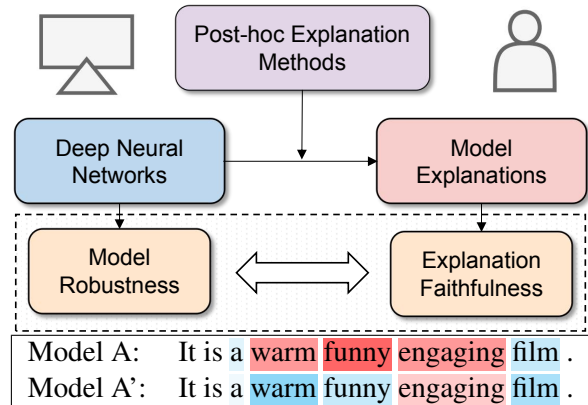 Post-hoc Explanation
Methods
Deep Neural
Networks
Model
Explanations
Model
Robustness
Explanation
Faithfulness
Model A: It is a warm funny engaging film .
Model A’: It is a warm funny engaging film .